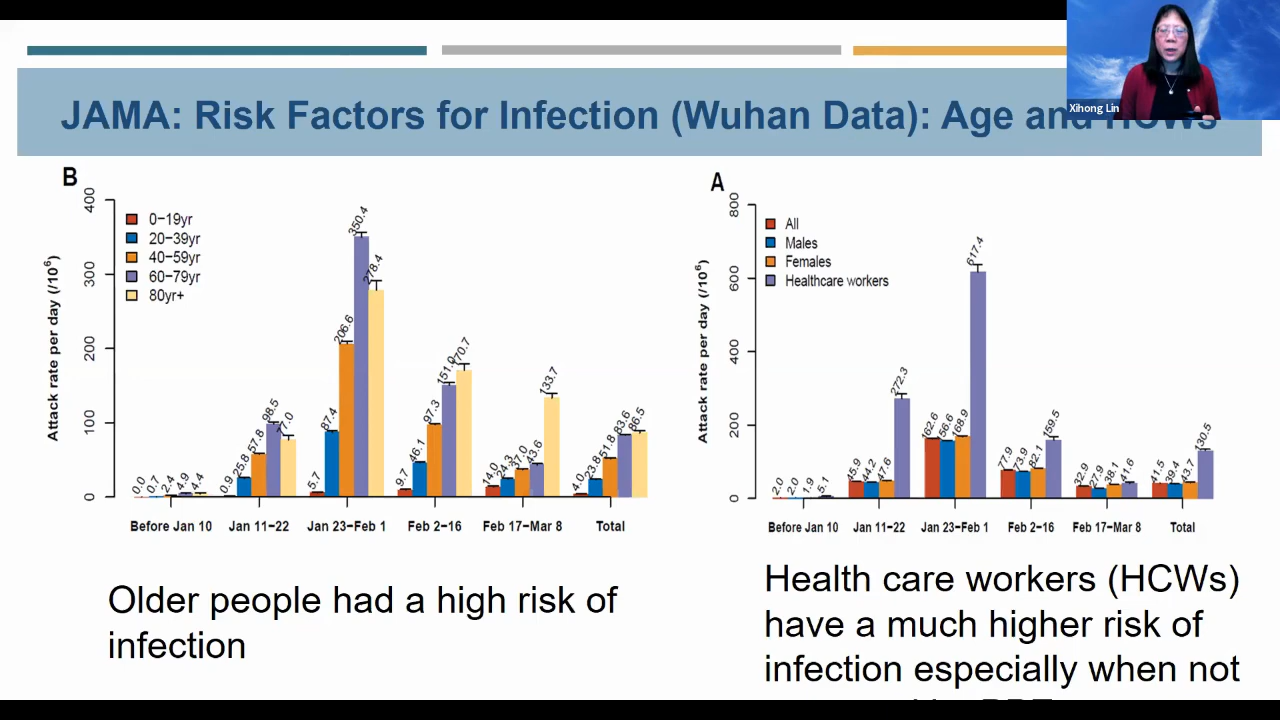 Xihong Lin
JAMA: Risk Factors for Infection (Wuhan Data): Age and HCWs
B
400
300
200
100
0
Attack rate per day (/10⁶)
0−19yr
20−39yr
40−59yr
60−79yr
80yr+
0.0
0.7
2.4
4.9
4.4
0.9
25.8
57.8
98.5
77.0
5.7
87.4
206.6
350.4
278.4
9.7
46.1
97.3
151.0
170.7
14.0
24.3
37.0
43.6
133.7
4.0
23.8
51.8
83.6
86.5
Before Jan 10
Jan 11−22
Jan 23−Feb 1
Feb 2−16
Feb 17−Mar 8
Total
Older people had a high risk of
infection
A
800
600
400
200
0
Attack rate per day (/10⁶)
All
Males
Females
Healthcare workers
2.0
2.0
1.9
5.1
45.9
44.2
47.6
272.3
162.6
156.6
168.9
617.4
77.9
73.9
82.1
159.5
32.9
27.9
38.1
41.6
41.5
39.4
43.7
130.5
Before Jan 10
Jan 11−22
Jan 23−Feb 1
Feb 2−16
Feb 17−Mar 8
Total
Health care workers (HCWs)
have a much higher risk of
infection especially when not